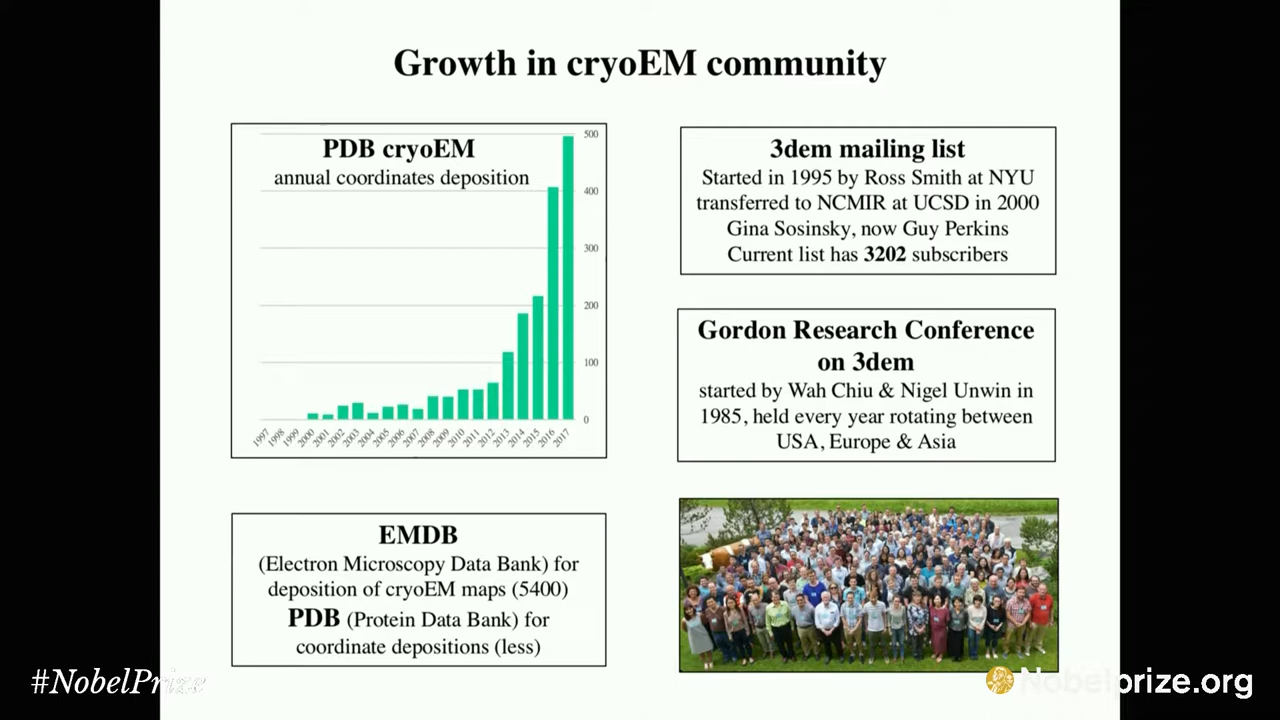 Growth in cryoEM community
PDB cryoEM
annual coordinates deposition
500
400
300
200
100
0
1997
1998
1999
2000
2001
2002
2003
2004
2005
2006
2007
2008
2009
2010
2011
2012
2013
2014
2015
2016
2017
3dem mailing list
Started in 1995 by Ross Smith at NYU
transferred to NCMIR at UCSD in 2000
Gina Sosinsky, now Guy Perkins
Current list has 3202 subscribers
Gordon Research Conference
on 3dem
started by Wah Chiu & Nigel Unwin in
1985, held every year rotating between
USA, Europe & Asia
EMDB
(Electron Microscopy Data Bank) for
deposition of cryoEM maps (5400)
PDB (Protein Data Bank) for
coordinate depositions (less)
#NobelPrize
Nobelprize.org